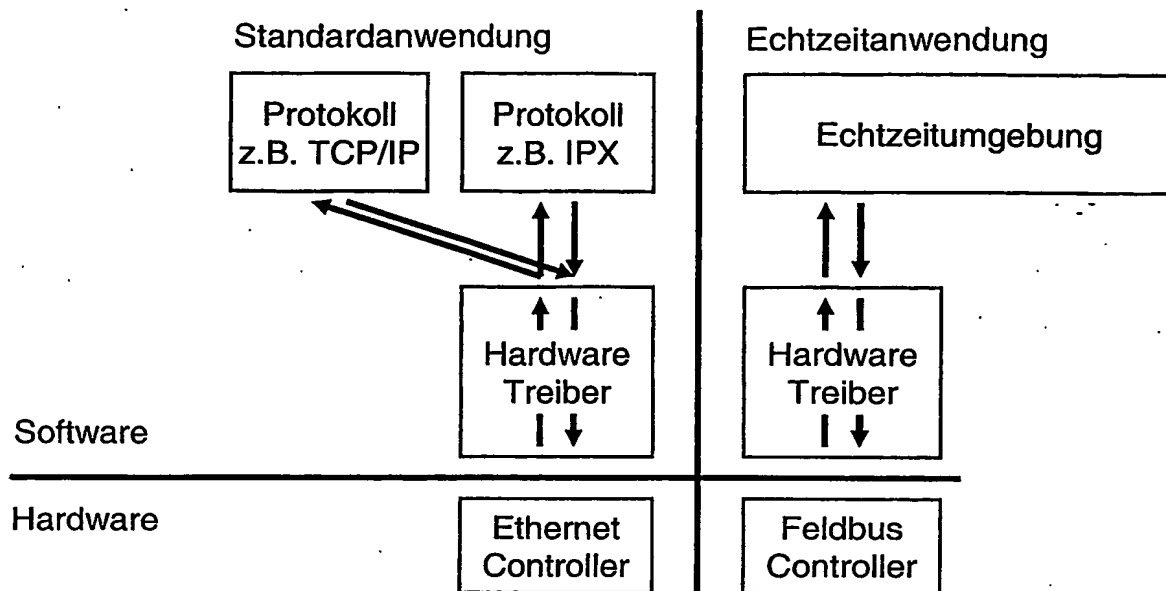 Standardanwendung
Echtzeitanwendung
Protokoll
z.B. TCP/IP
Protokoll
z.B. IPX
Echtzeitumgebung
Hardware
Treiber
Hardware
Treiber
Software
Hardware
Ethernet
Controller
Feldbus
Controller